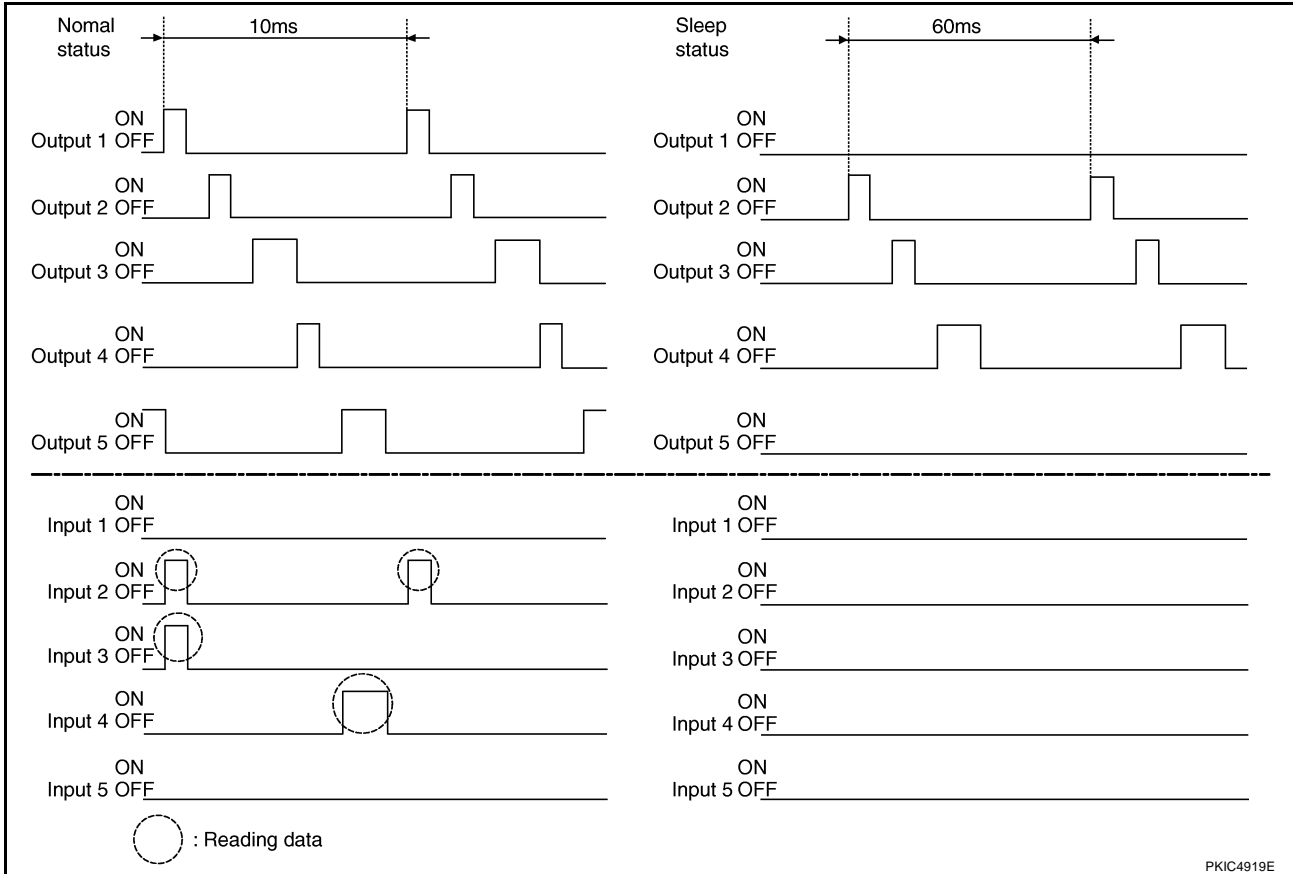 Nomal
status
10ms
ON
Output 1 OFF
ON
Output 2 OFF
ON
Output 3 OFF
ON
Output 4 OFF
ON
Output 5 OFF
Sleep
status
60ms
ON
Output 1 OFF
ON
Output 2 OFF
ON
Output 3 OFF
ON
Output 4 OFF
ON
Output 5 OFF
ON
Input 1 OFF
ON
Input 2 OFF
ON
Input 3 OFF
ON
Input 4 OFF
ON
Input 5 OFF
ON
Input 1 OFF
ON
Input 2 OFF
ON
Input 3 OFF
ON
Input 4 OFF
ON
Input 5 OFF
: Reading data
PKIC4919E